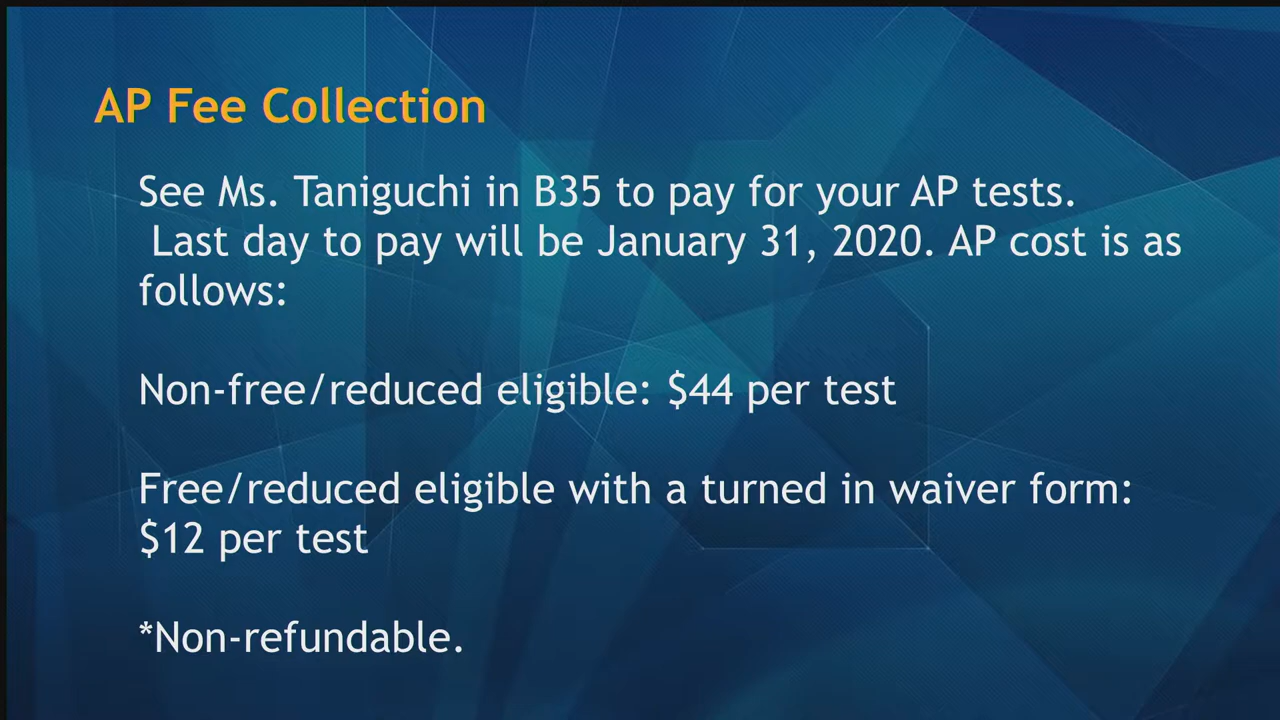 AP Fee Collection
See Ms. Taniguchi in B35 to pay for your AP tests.
Last day to pay will be January 31, 2020. AP cost is as
follows:
Non-free/reduced eligible: $44 per test
Free/reduced eligible with a turned in waiver form:
$12 per test
*Non-refundable.